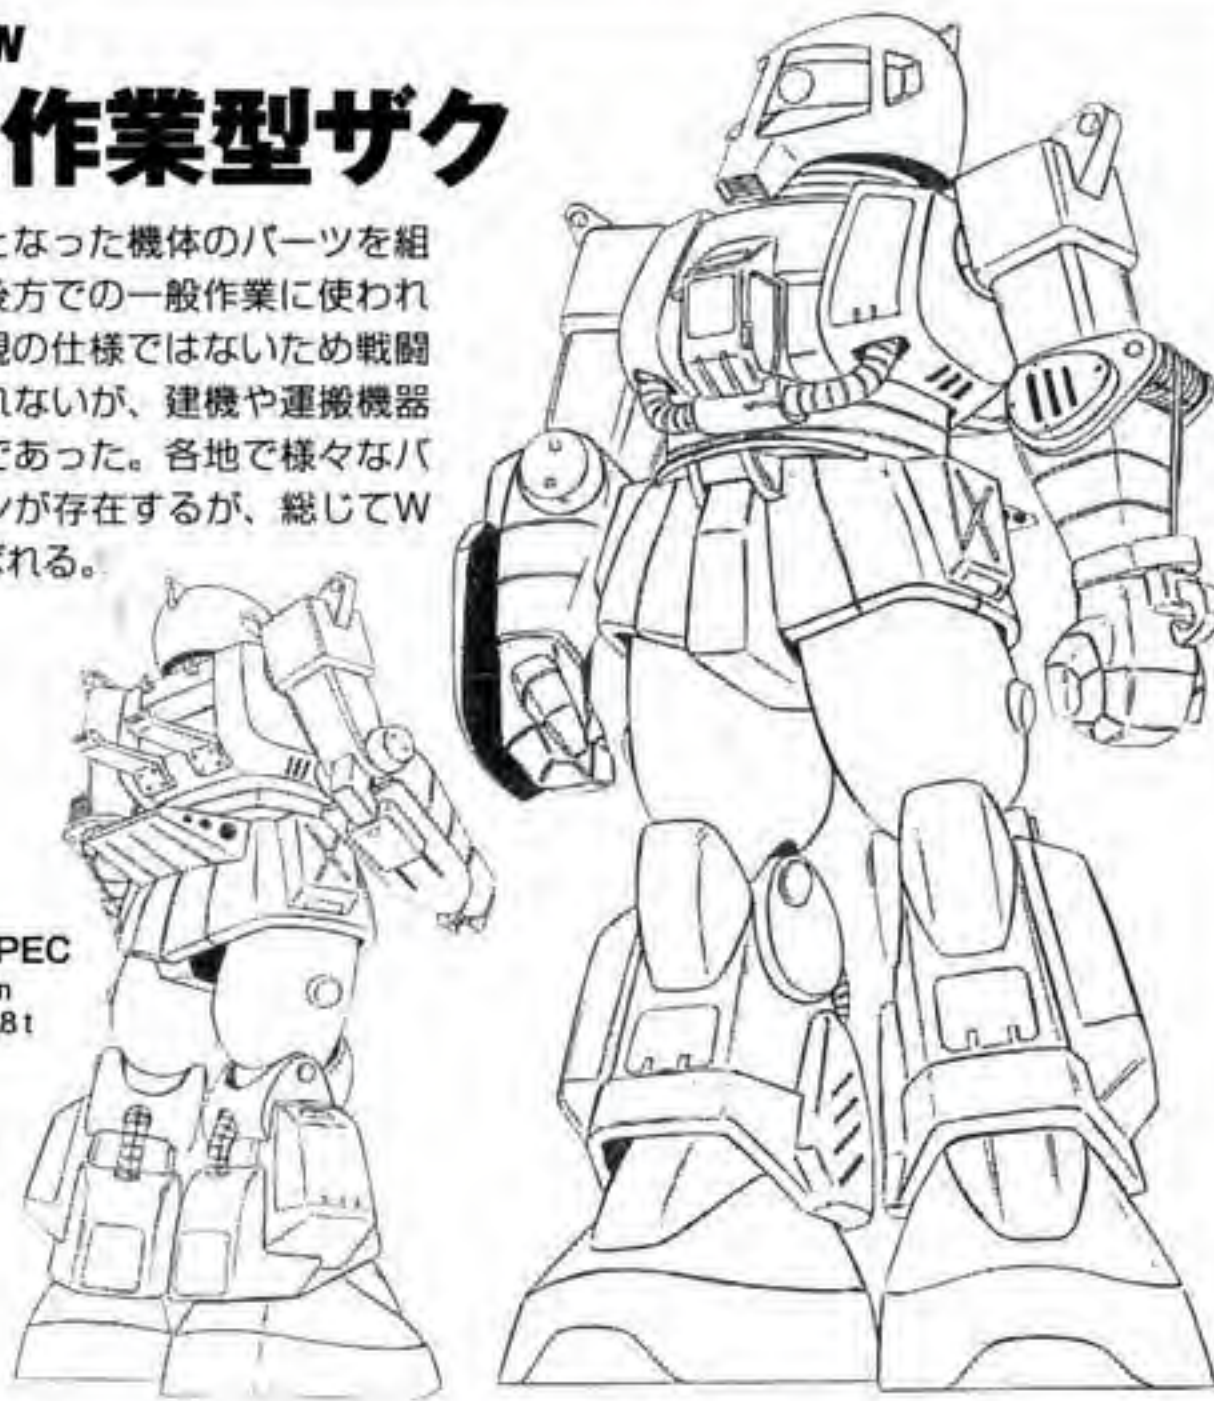 W
作業型ザク
となった機体のパーツを組
後方での一般作業に使われ
規の仕様ではないため戦闘
れないが、建機や運搬機器
であった。各地で様々なバ
ンが存在するが、総じてW
ばれる。
PEC
n
8t